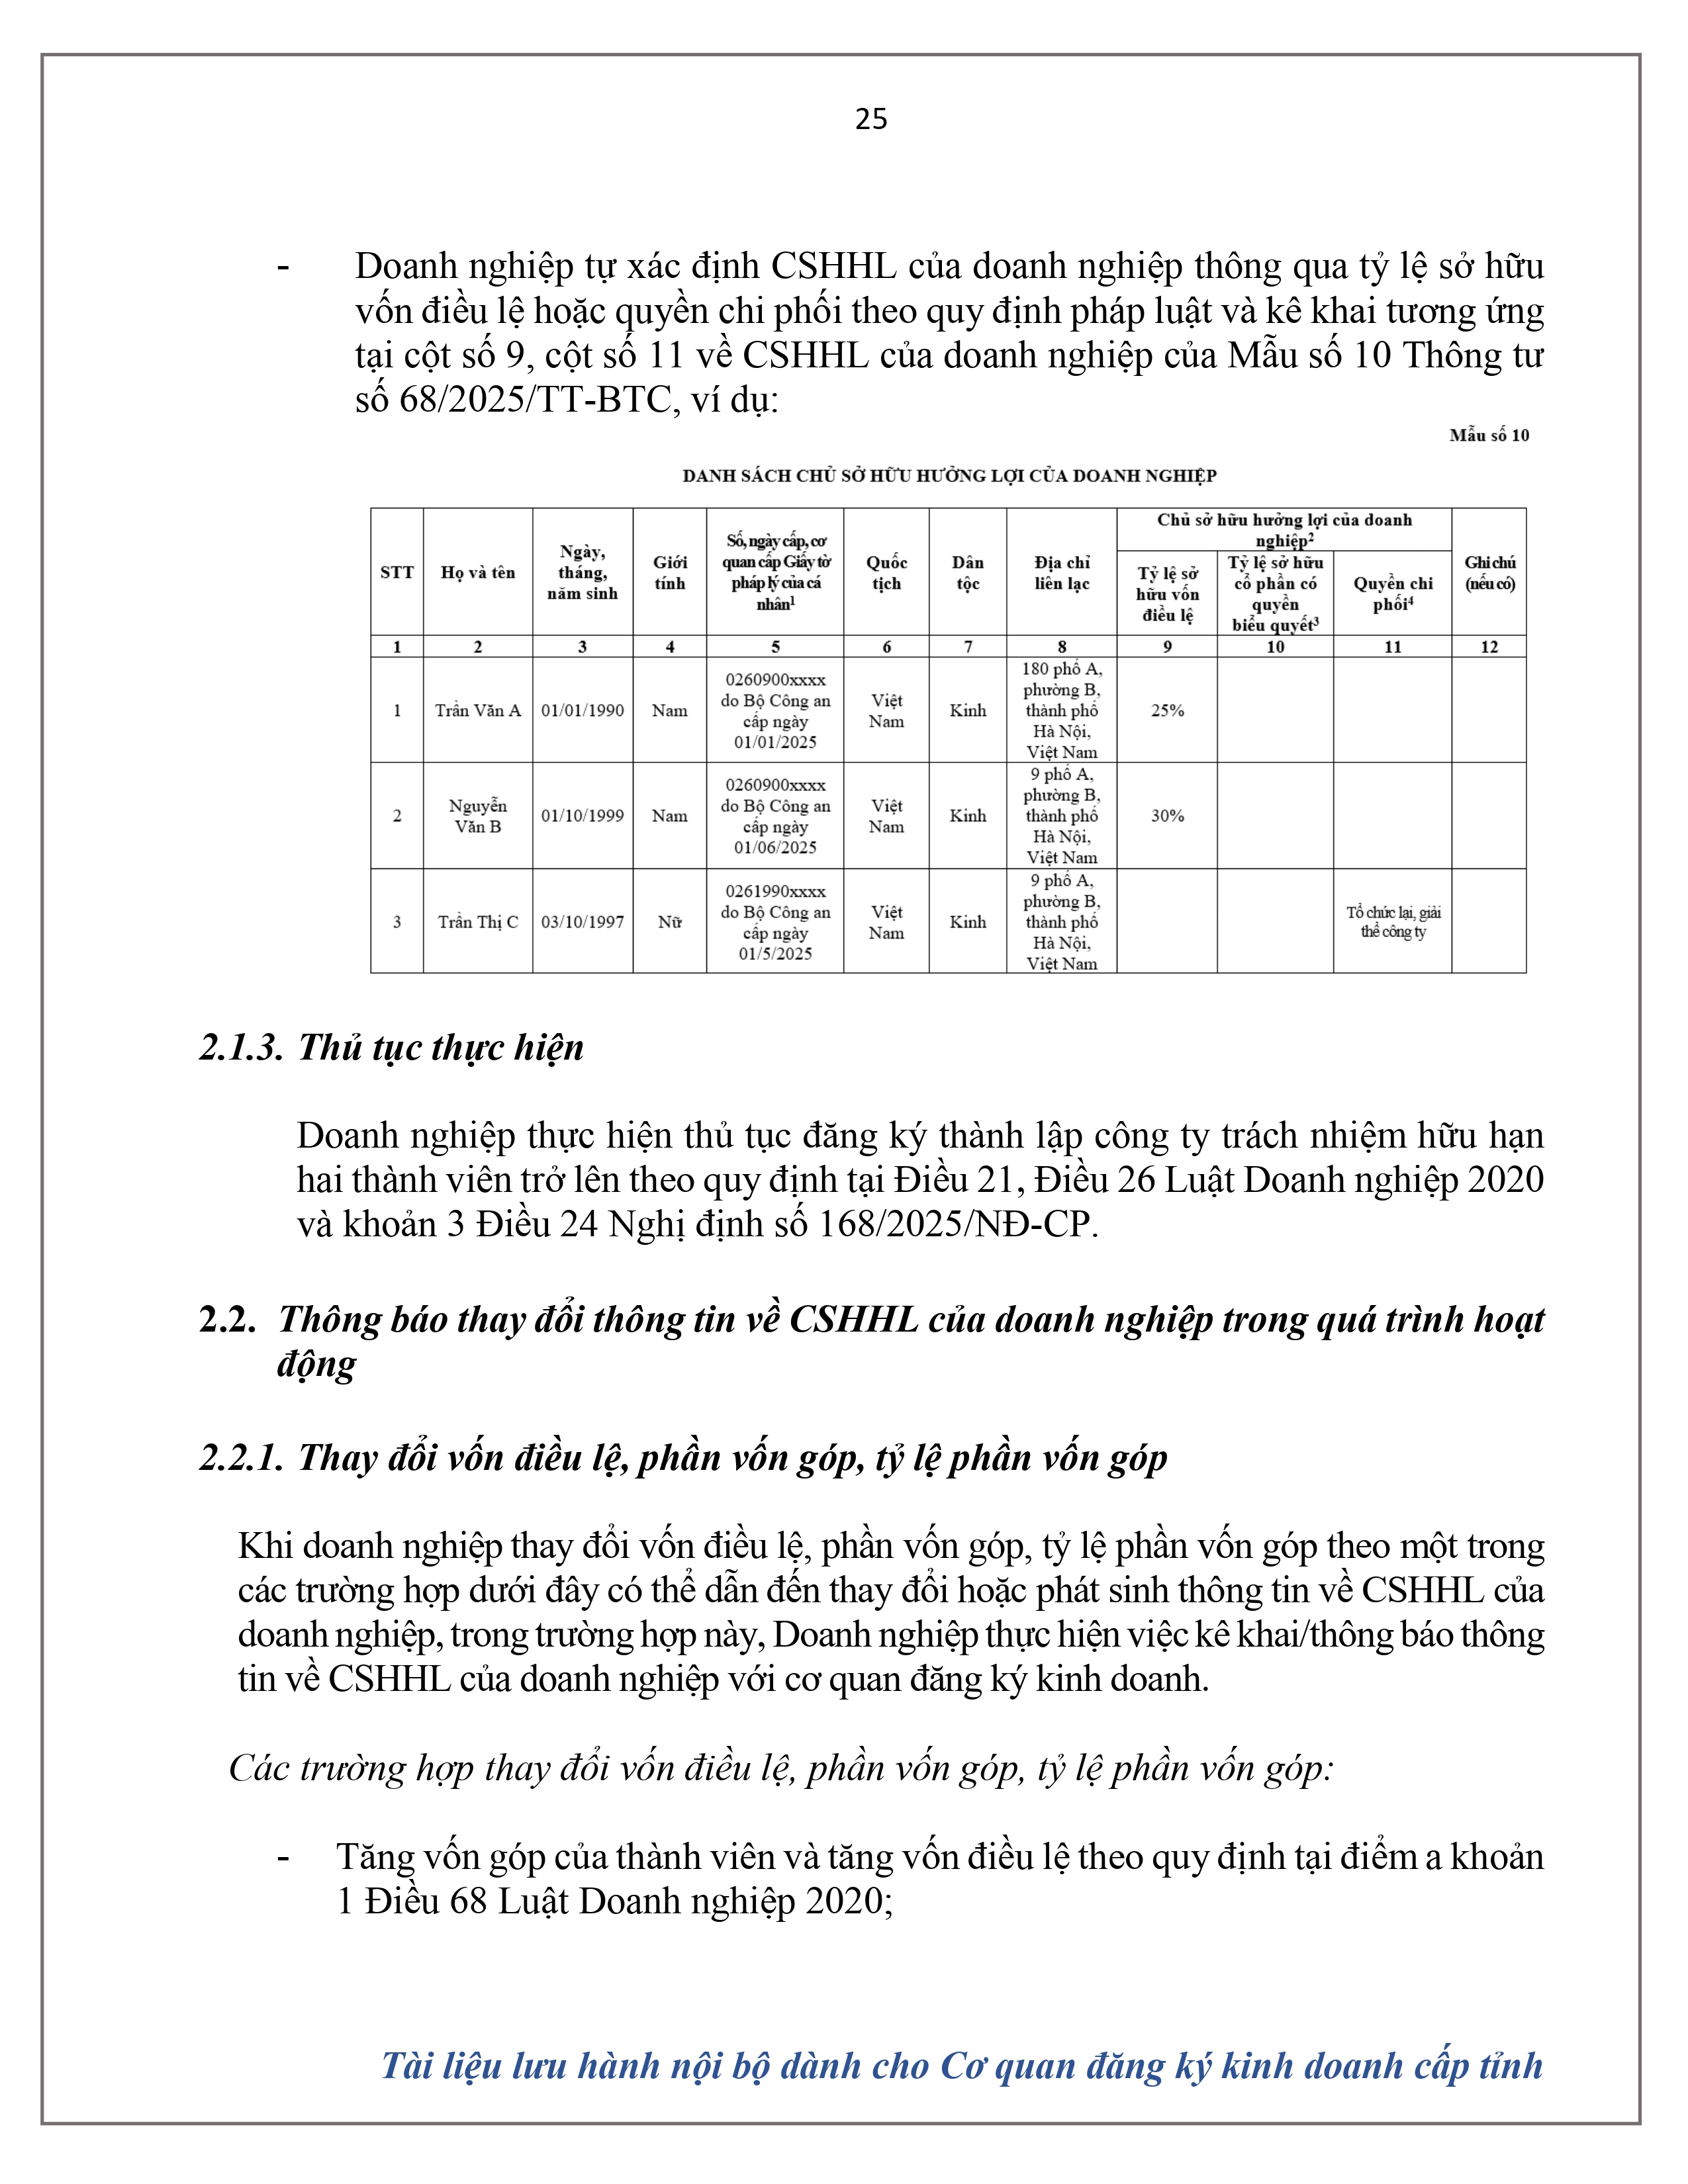 25
- Doanh nghiệp tự xác định CSHHL của doanh nghiệp thông qua tỷ lệ sở hữu
vốn điều lệ hoặc quyền chi phối theo quy định pháp luật và kê khai tương ứng
tại cột số 9, cột số 11 về CSHHL của doanh nghiệp của Mẫu số 10 Thông tư
số 68/2025/TT-BTC, ví dụ:
Mẫu số 10
DANH SÁCH CHỦ SỞ HỮU HƯỞNG LỢI CỦA DOANH NGHIỆP
STT
Họ và tên
Ngày,
tháng,
năm sinh
Giới
tính
Số, ngày cấp, cơ
quan cấp Giấy tờ
pháp lý của cá
nhân1
Quốc
tịch
Dân
tộc
Địa chỉ
liên lạc
Chủ sở hữu hưởng lợi của doanh
nghiệp2
Tỷ lệ sở
hữu vốn
điều lệ
Tỷ lệ sở hữu
cổ phần có
quyền
biểu quyết3
Quyền chi
phối4
Ghi chú
(nếu có)
1 2 3 4 5 6 7 8 9 10 11 12
1
Trần Văn A
01/01/1990
Nam
0260900xxxx
do Bộ Công an
cấp ngày
01/01/2025
Việt
Nam
Kinh
180 phố A,
phường B,
thành phố
Hà Nội,
Việt Nam
25%
2
Nguyễn
Văn B
01/10/1999
Nam
0260900xxxx
do Bộ Công an
cấp ngày
01/06/2025
Việt
Nam
Kinh
9 phố A,
phường B,
thành phố
Hà Nội,
Việt Nam
30%
3
Trần Thị C
03/10/1997
Nữ
0261990xxxx
do Bộ Công an
cấp ngày
01/5/2025
Việt
Nam
Kinh
9 phố A,
phường B,
thành phố
Hà Nội,
Việt Nam
Tổ chức lại, giải
thể công ty
2.1.3. Thủ tục thực hiện
Doanh nghiệp thực hiện thủ tục đăng ký thành lập công ty trách nhiệm hữu hạn
hai thành viên trở lên theo quy định tại Điều 21, Điều 26 Luật Doanh nghiệp 2020
và khoản 3 Điều 24 Nghị định số 168/2025/NĐ-CP.
2.2. Thông báo thay đổi thông tin về CSHHL của doanh nghiệp trong quá trình hoạt
động
2.2.1. Thay đổi vốn điều lệ, phần vốn góp, tỷ lệ phần vốn góp
Khi doanh nghiệp thay đổi vốn điều lệ, phần vốn góp, tỷ lệ phần vốn góp theo một trong
các trường hợp dưới đây có thể dẫn đến thay đổi hoặc phát sinh thông tin về CSHHL của
doanh nghiệp, trong trường hợp này, Doanh nghiệp thực hiện việc kê khai/thông báo thông
tin về CSHHL của doanh nghiệp với cơ quan đăng ký kinh doanh.
Các trường hợp thay đổi vốn điều lệ, phần vốn góp, tỷ lệ phần vốn góp:
- Tăng vốn góp của thành viên và tăng vốn điều lệ theo quy định tại điểm a khoản
1 Điều 68 Luật Doanh nghiệp 2020;
Tài liệu lưu hành nội bộ dành cho Cơ quan đăng ký kinh doanh cấp tỉnh